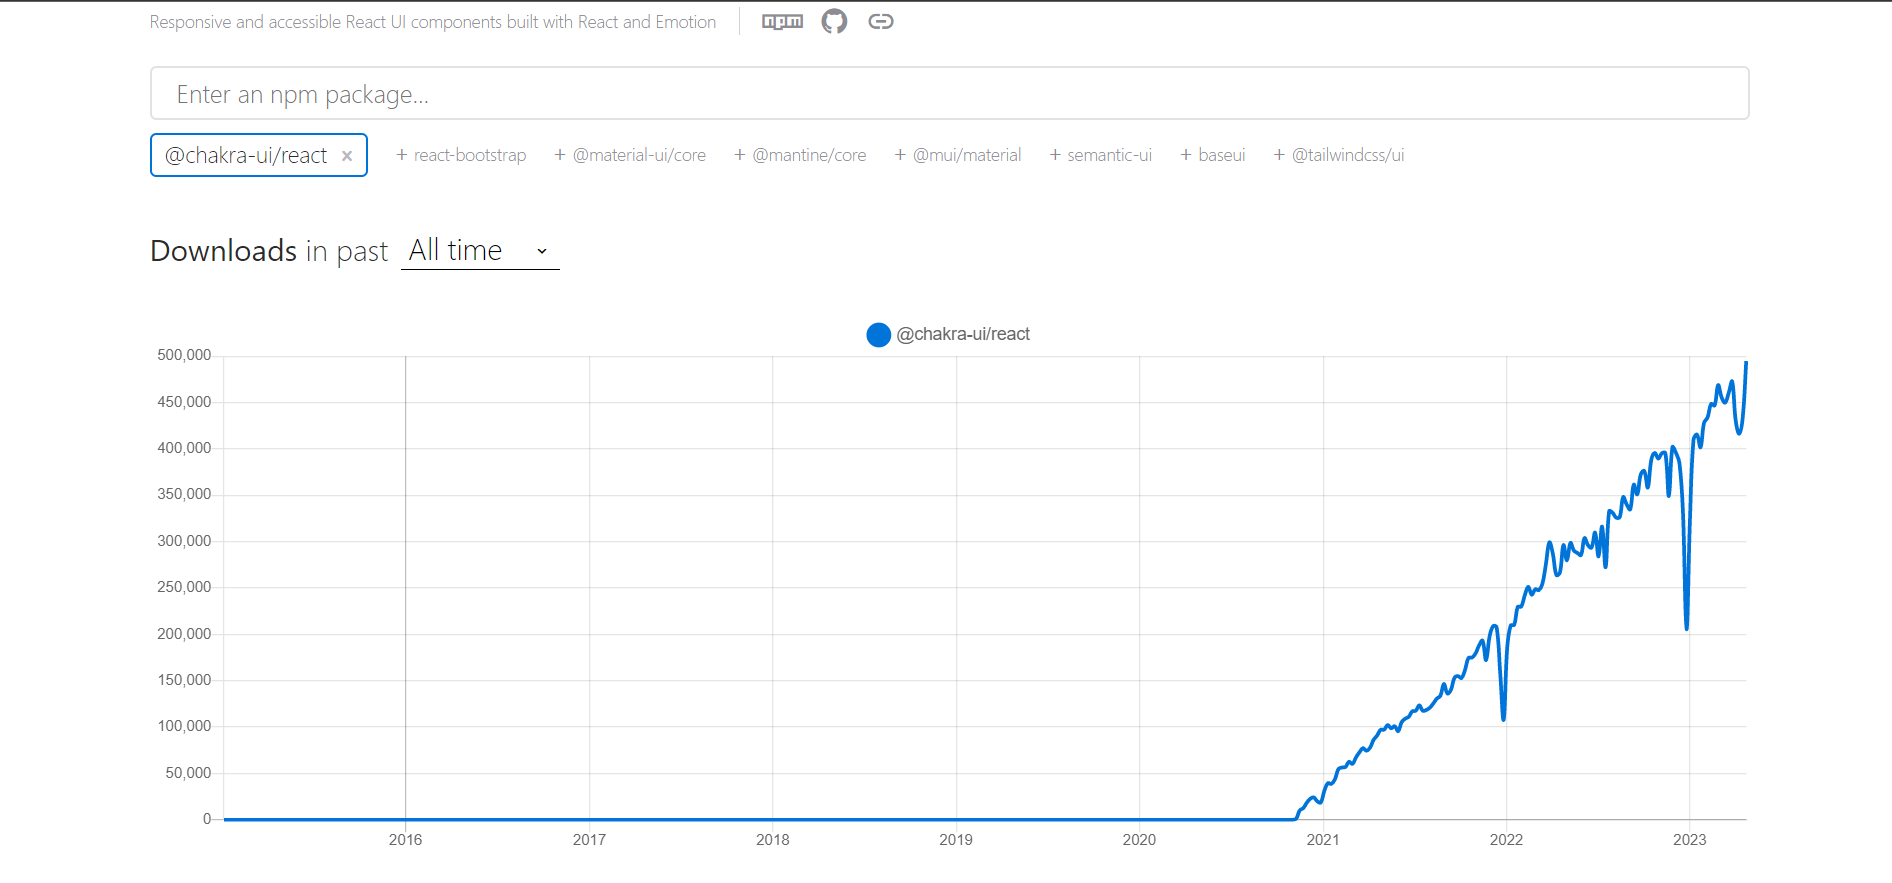 Responsive and accessible React UI components built with React and Emotion
npm
Enter an npm package...
@chakra-ui/react ×
+ react-bootstrap + @material-ui/core + @mantine/core + @mui/material + semantic-ui + baseui + @tailwindcss/ui
Downloads in past All time
@chakra-ui/react
500,000
450,000
400,000
350,000
300,000
250,000
200,000
150,000
100,000
50,000
0
2016 2017 2018 2019 2020 2021 2022 2023